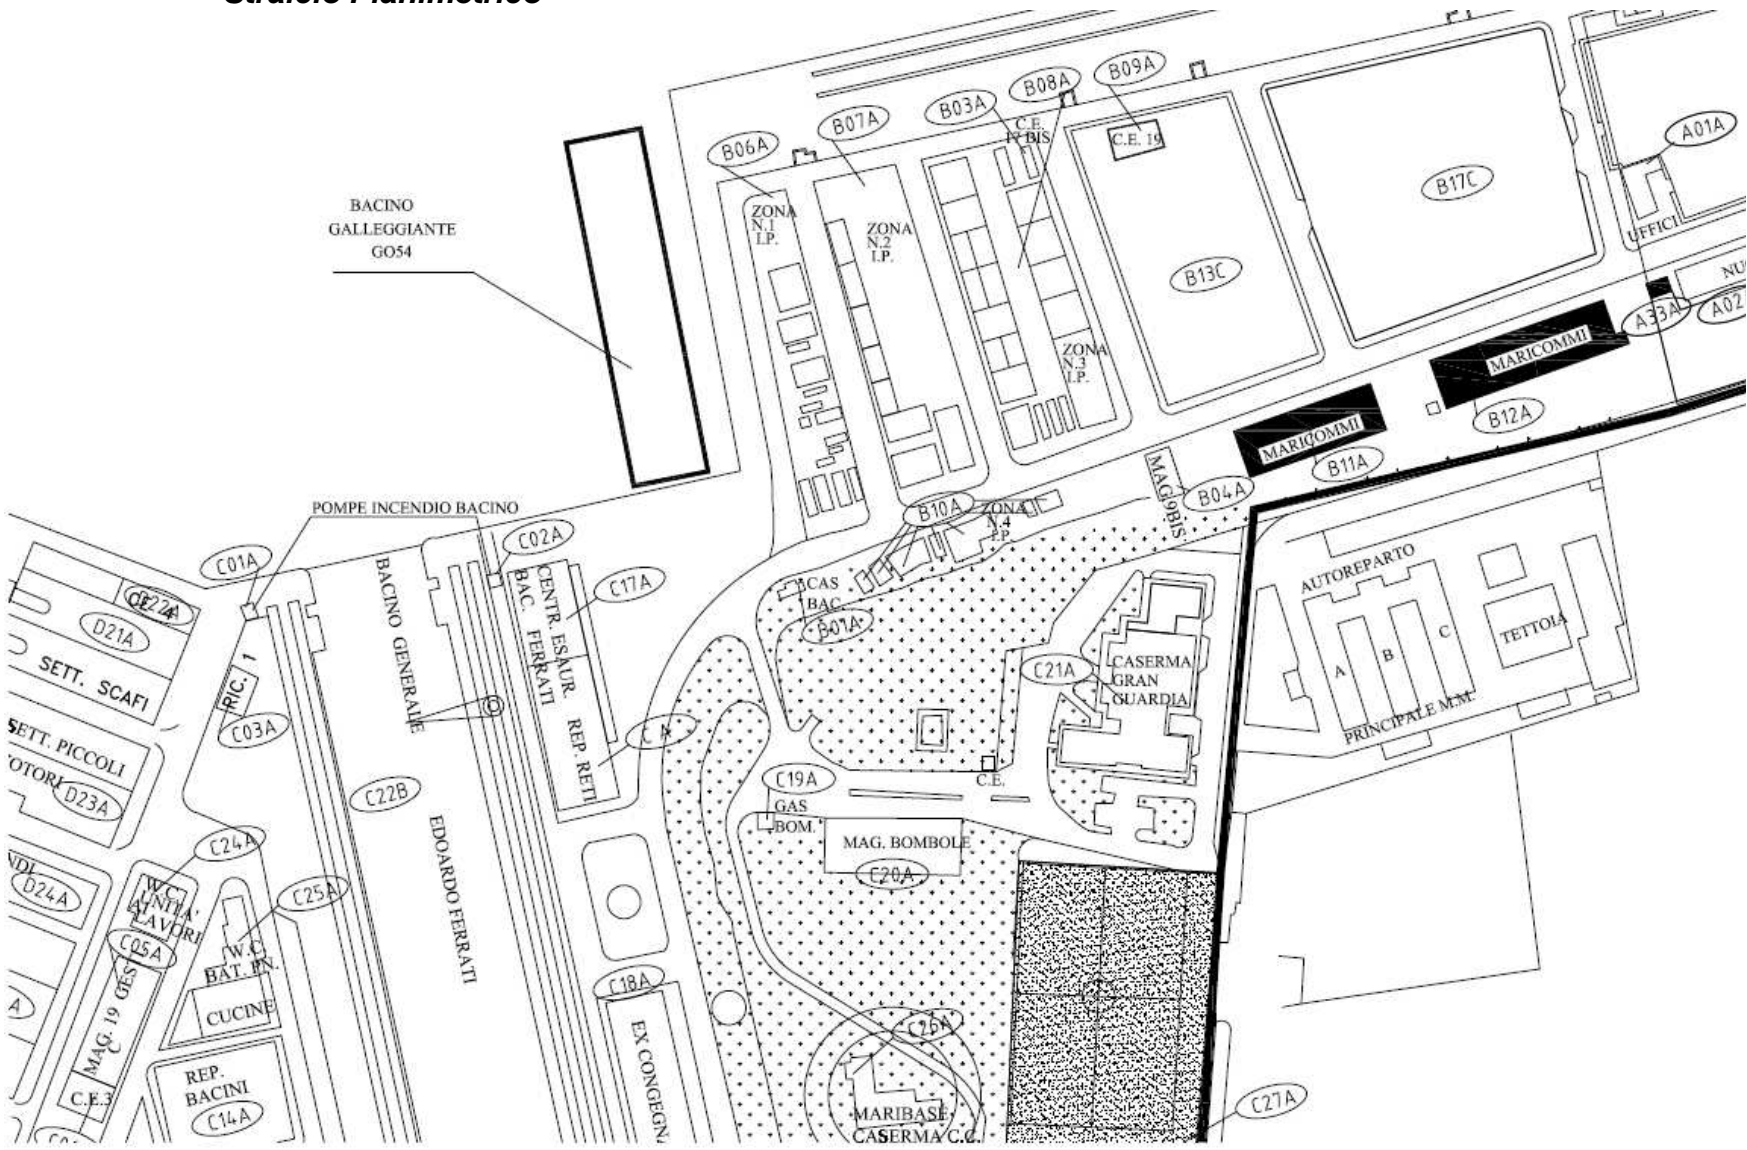 Stralcio Planimetrico
B06A
B07A
B03A
B08A
B09A
C.E.
17 BIS
C.E. 19
A01A
B17C
BACINO
GALLEGGIANTE
GO54
ZONA
N.1
I.P.
ZONA
N.2
I.P.
UFFICI
B13C
A33A
MARICOMMI
ZONA
N.3
I.P.
B12A
MARICOMMI
B11A
MAG9BIS.
B04A
POMPE INCENDIO BACINO
B10A
ZONA
N.4
I.P.
C01A
C02A
BACINO GENERALE
EDOARDO FERRATI
CENTR. ESAUR.
BAC. FERRATI
C17A
REP. RETI
CAS
BAC
B01A
AUTOREPARTO
A
B
C
TETTOIA
PRINCIPALE M.M.
D22A
D21A
SETT. SCAFI
RIC. 1
C03A
SETT. PICCOLI
D23A
C21A
CASERMA
GRAN
GUARDIA
C.E.
C22B
C19A
GAS
BOM.
MAG. BOMBOLE
C20A
C24A
D24A
W.C.
UNITA'
AI LAVORI
C25A
C05A
W.C.
BAT. PN.
CUCINE
MAG. 19 GES
C
C.E.3
REP.
BACINI
C14A
C18A
EX CONGEGN
C26A
MARIBASE
CASERMA C.C.
C27A